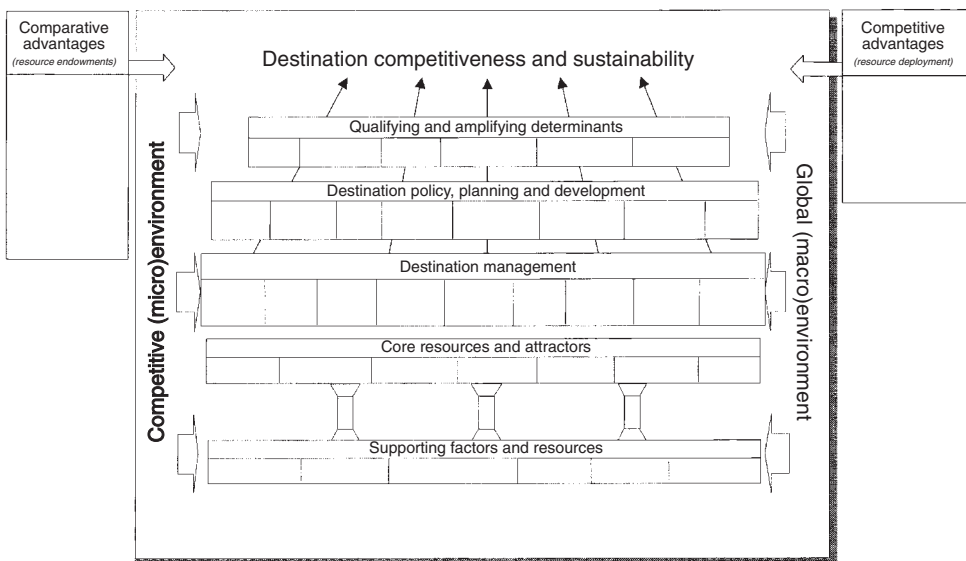 Comparative
advantages
(resource endowments)
Competitive
advantages
(resource deployment)
Destination competitiveness and sustainability
Qualifying and amplifying determinants
Destination policy, planning and development
Destination management
Core resources and attractors
Supporting factors and resources
Competitive (micro)environment
Global (macro)environment